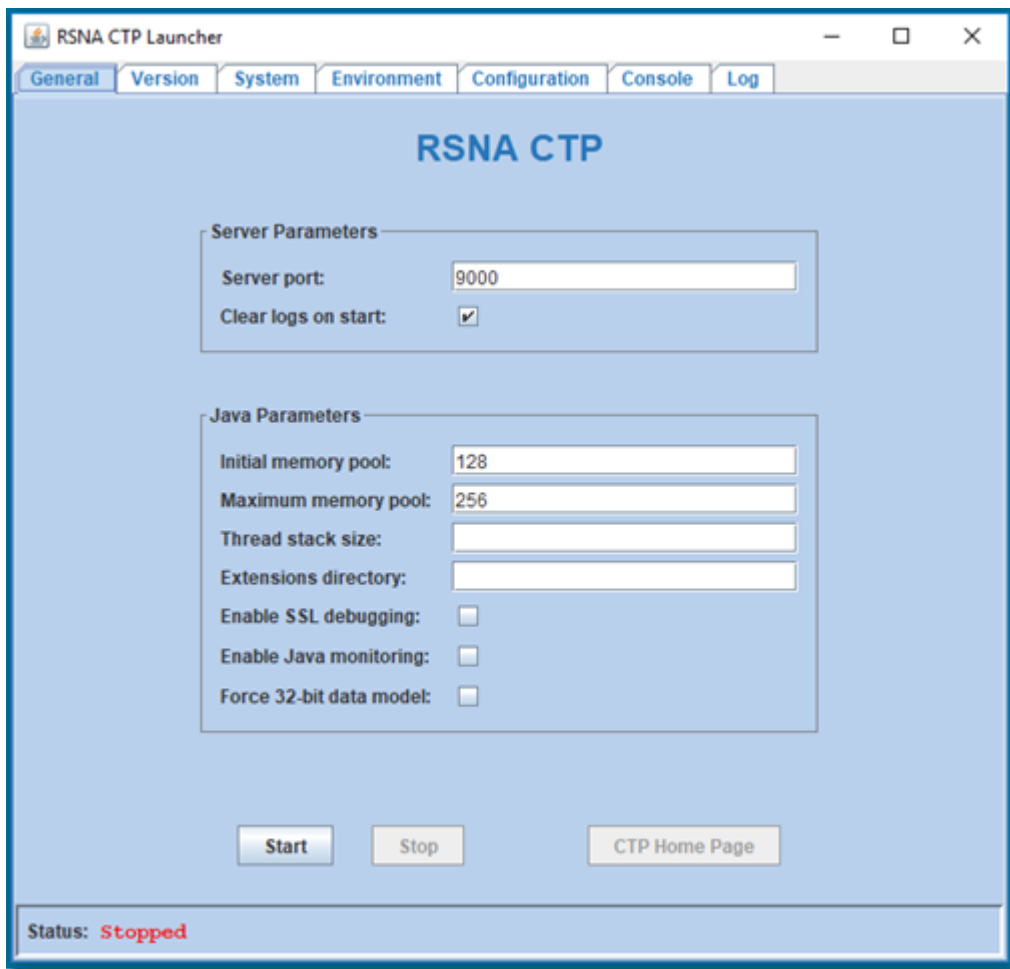 RSNA CTP Launcher
General Version System Environment Configuration Console Log
RSNA CTP
Server Parameters
Server port: 9000
Clear logs on start:
Java Parameters
Initial memory pool: 128
Maximum memory pool: 256
Thread stack size:
Extensions directory:
Enable SSL debugging:
Enable Java monitoring:
Force 32-bit data model:
Start Stop CTP Home Page
Status: Stopped